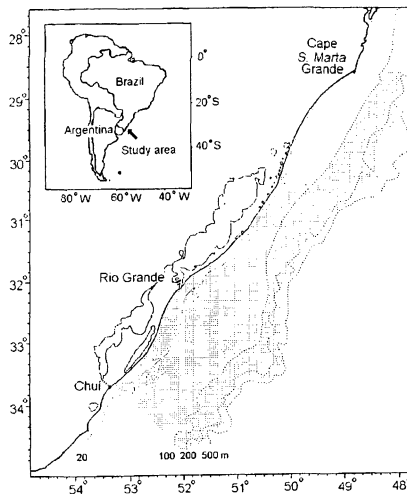 28°
29°
30°
31°
32°
33°
34°
Cape
S. Marta
Grande
Brazil
Argentina
Study area
0°
20°S
40°S
80°W 60°W 40°W
Rio Grande
Chuí
20
100 200 500 m
54° 53° 52° 51° 50° 49° 48